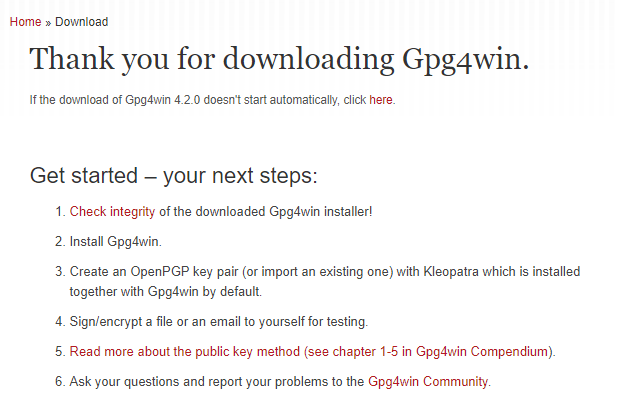 Home » Download
Thank you for downloading Gpg4win.
If the download of Gpg4win 4.2.0 doesn't start automatically, click here.
Get started – your next steps:
1. Check integrity of the downloaded Gpg4win installer!
2. Install Gpg4win.
3. Create an OpenPGP key pair (or import an existing one) with Kleopatra which is installed
together with Gpg4win by default.
4. Sign/encrypt a file or an email to yourself for testing.
5. Read more about the public key method (see chapter 1-5 in Gpg4win Compendium).
6. Ask your questions and report your problems to the Gpg4win Community.